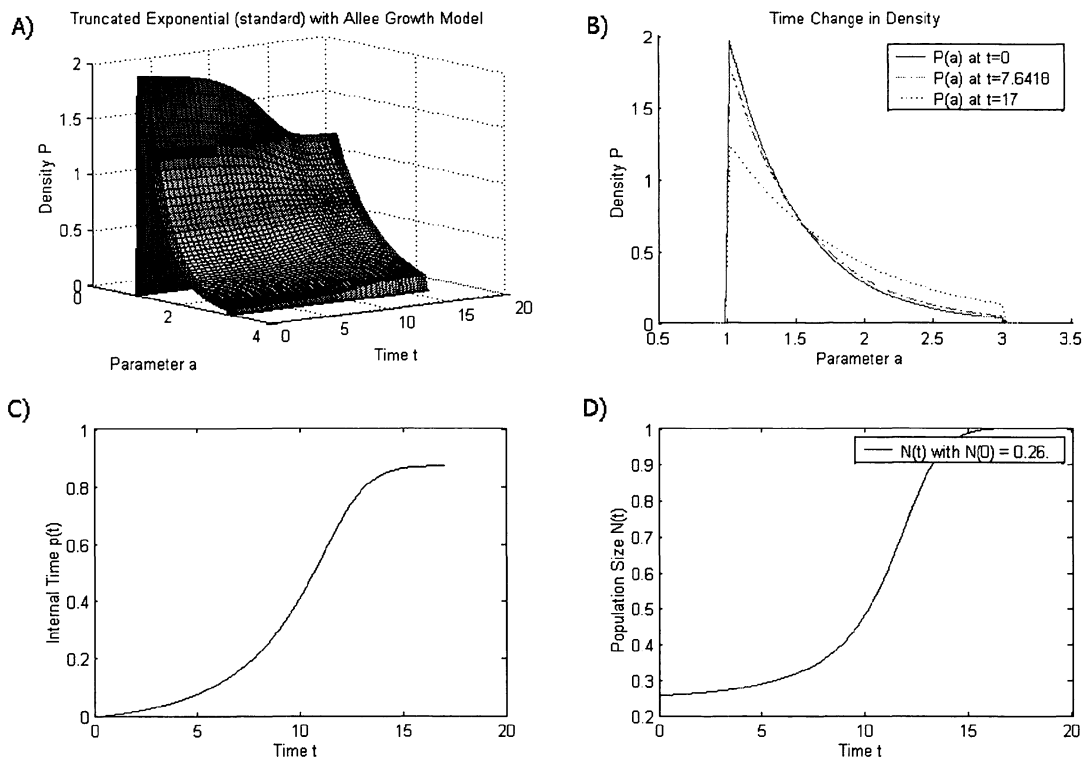 A)
Truncated Exponential (standard) with Allee Growth Model
Density P
2
1.5
1
0.5
0
0
2
4
Parameter a
0
5
10
15
20
Time t
B)
Time Change in Density
P(a) at t=0
P(a) at t=7.6418
P(a) at t=17
Density P
2
1.5
1
0.5
0
0.5
1
1.5
2
2.5
3
3.5
Parameter a
C)
Internal Time p(t)
1
0.8
0.6
0.4
0.2
0
0
5
10
15
20
Time t
D)
N(t) with N(0) = 0.26.
Population Size N(t)
1
0.9
0.8
0.7
0.6
0.5
0.4
0.3
0.2
0
5
10
15
20
Time t